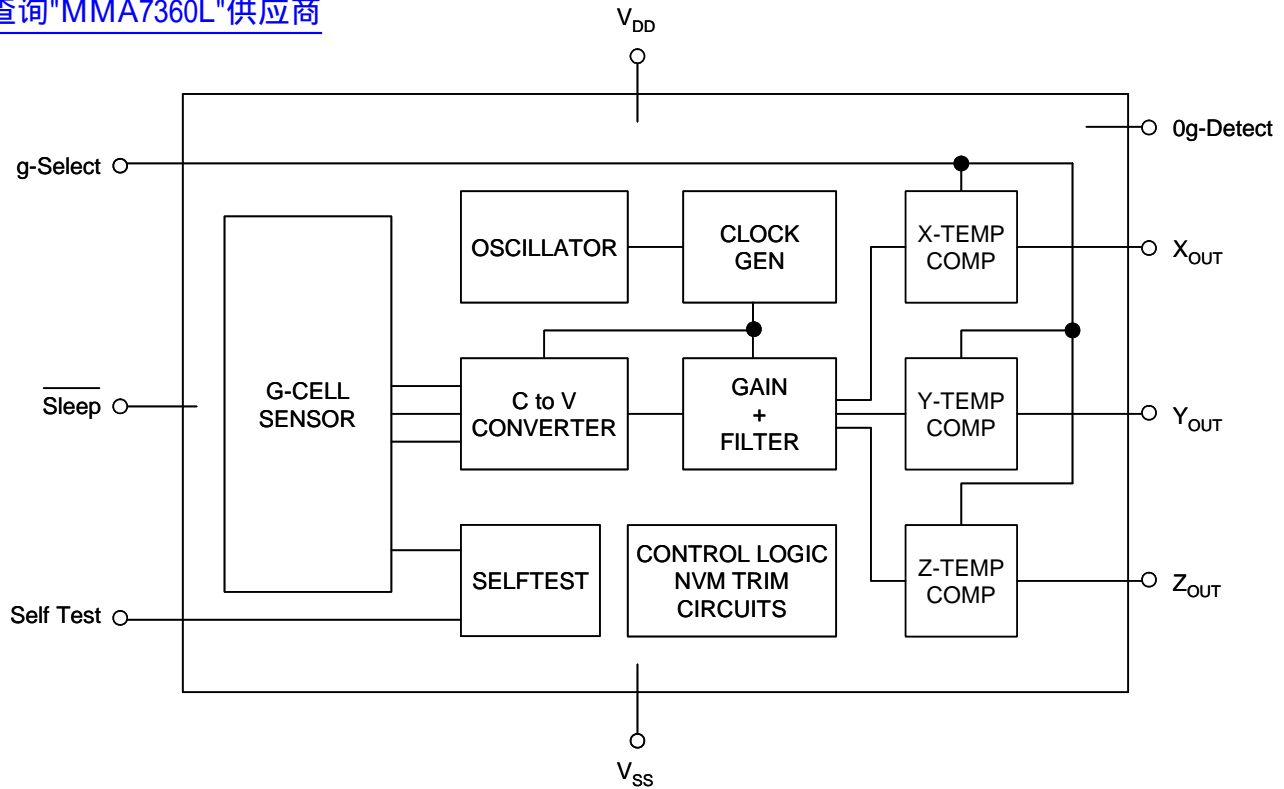 查询"MMA7360L"供应商
VDD
0g-Detect
g-Select
OSCILLATOR
CLOCK
GEN
X-TEMP
COMP
XOUT
G-CELL
SENSOR
Sleep
C to V
CONVERTER
GAIN
+
FILTER
Y-TEMP
COMP
YOUT
SELFTEST
CONTROL LOGIC
NVM TRIM
CIRCUITS
Z-TEMP
COMP
ZOUT
Self Test
VSS